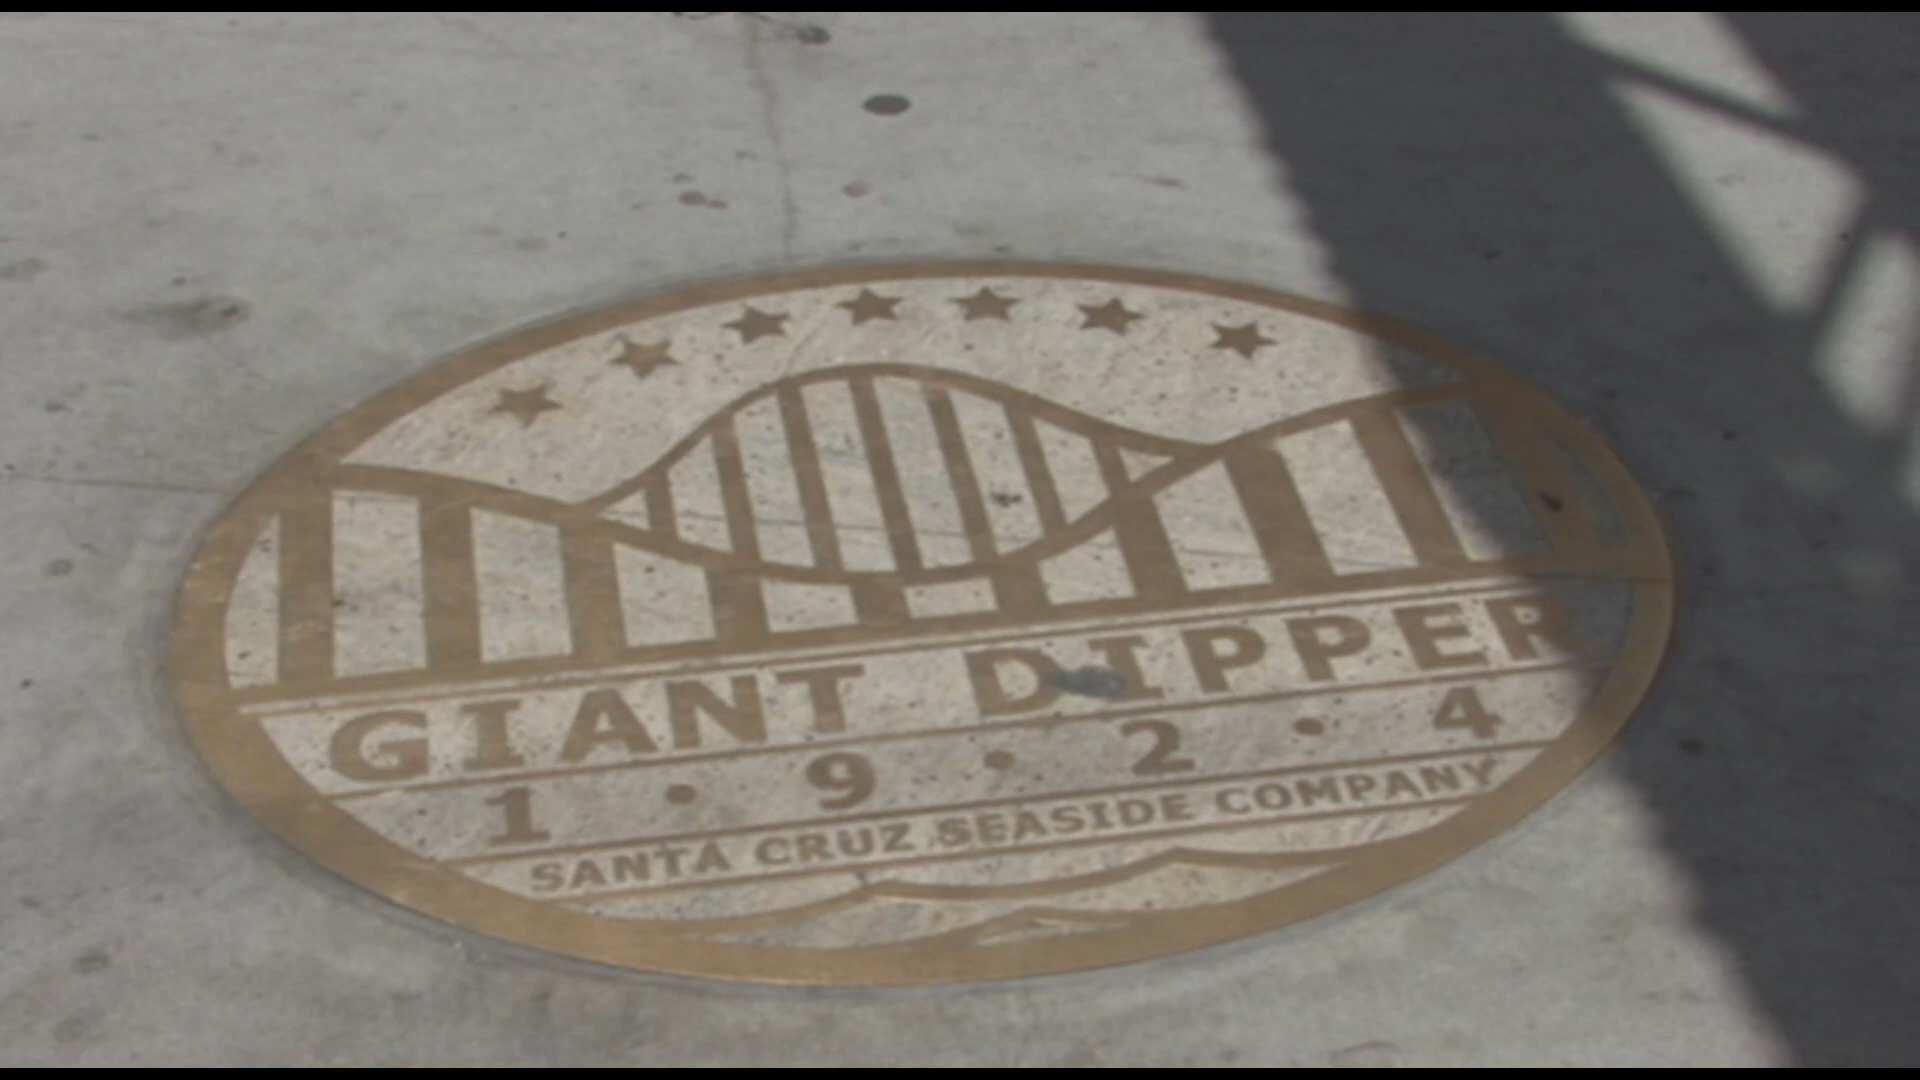 GIANT DIPPER
1 • 9 • 2 • 4
SANTA CRUZ SEASIDE COMPANY